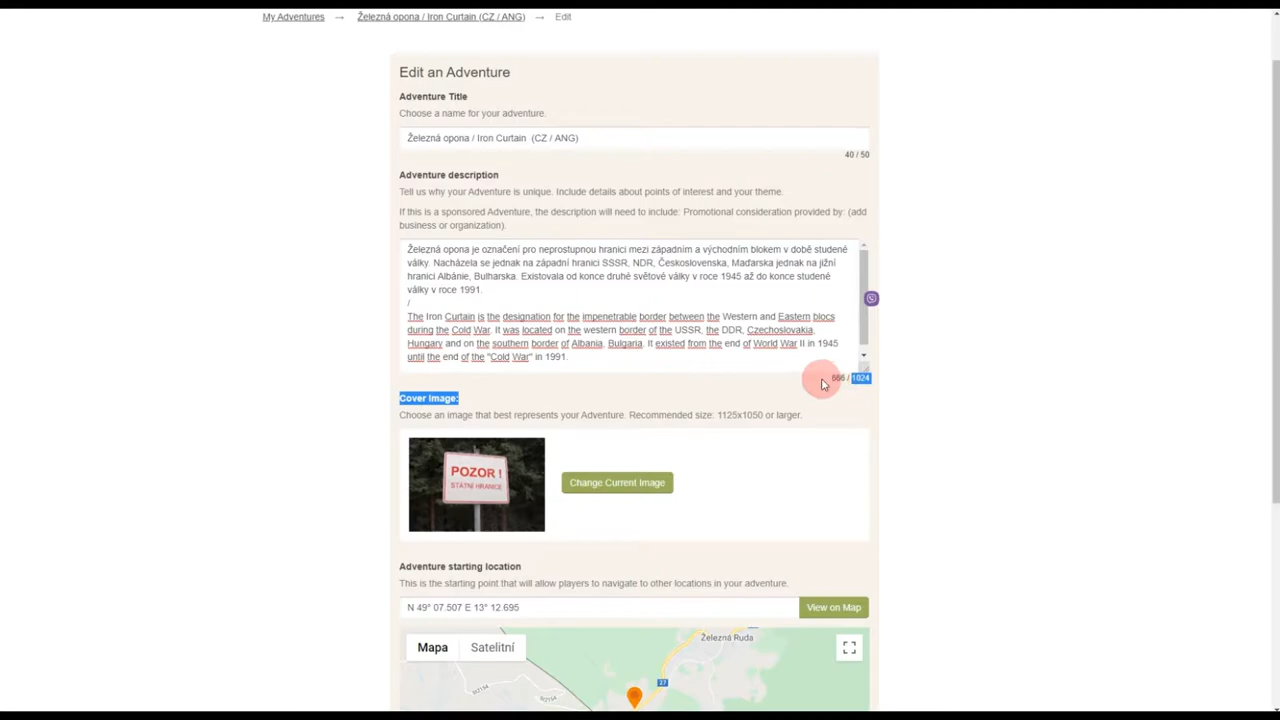 My Adventures → Železná opona / Iron Curtain (CZ / ANG) → Edit
Edit an Adventure
Adventure Title
Choose a name for your adventure.
Železná opona / Iron Curtain (CZ / ANG)
40 / 50
Adventure description
Tell us why your Adventure is unique. Include details about points of interest and your theme.
If this is a sponsored Adventure, the description will need to include: Promotional consideration provided by: (add
business or organization).
Železná opona je označení pro neprostupnou hranici mezi západním a východním blokem v době studené
války. Nacházela se jednak na západní hranici SSSR, NDR, Československa, Maďarska jednak na jižní
hranici Albánie, Bulharska. Existovala od konce druhé světové války v roce 1945 až do konce studené
války v roce 1991.
/
The Iron Curtain is the designation for the impenetrable border between the Western and Eastern blocs
during the Cold War. It was located on the western border of the USSR, the DDR, Czechoslovakia,
Hungary and on the southern border of Albania, Bulgaria. It existed from the end of World War II in 1945
until the end of the "Cold War" in 1991.
666 / 1024
Cover Image:
Choose an image that best represents your Adventure. Recommended size: 1125x1050 or larger.
POZOR !
STÁTNÍ HRANICE
Change Current Image
Adventure starting location
This is the starting point that will allow players to navigate to other locations in your adventure.
N 49° 07.507 E 13° 12.695
View on Map
Mapa
Satelitní
Železná Ruda
27